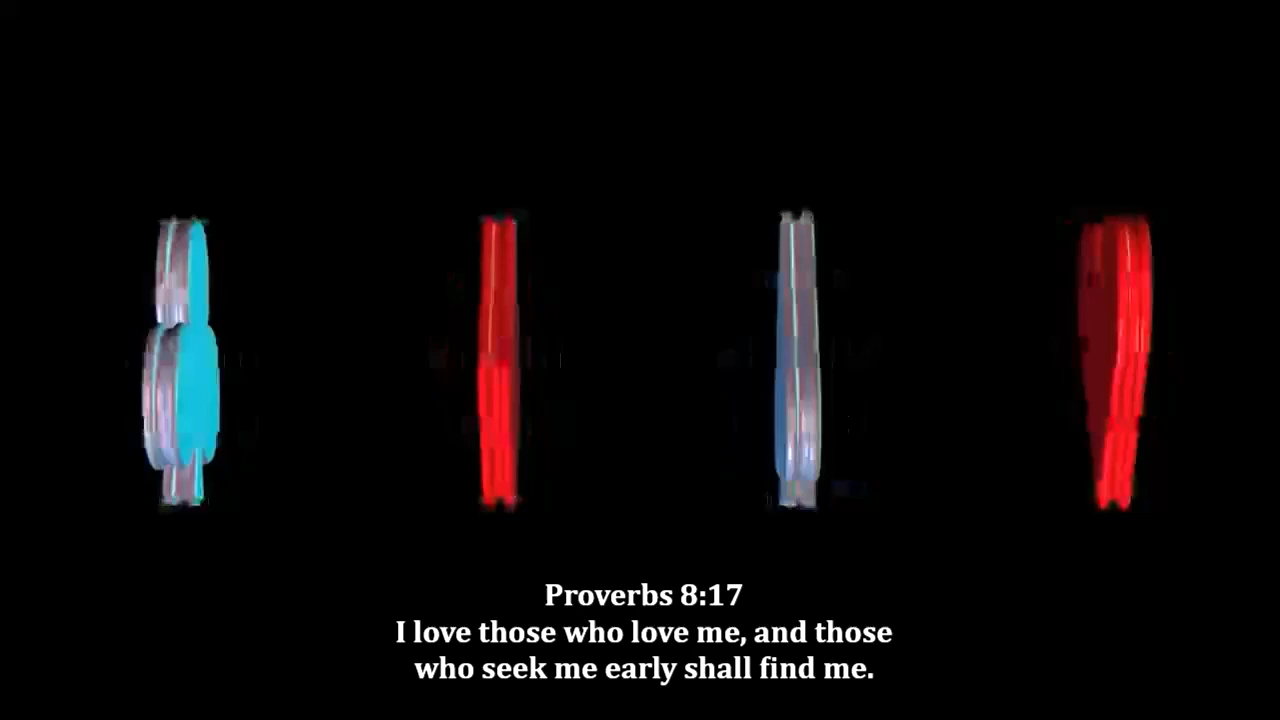 Proverbs 8:17
I love those who love me, and those
who seek me early shall find me.